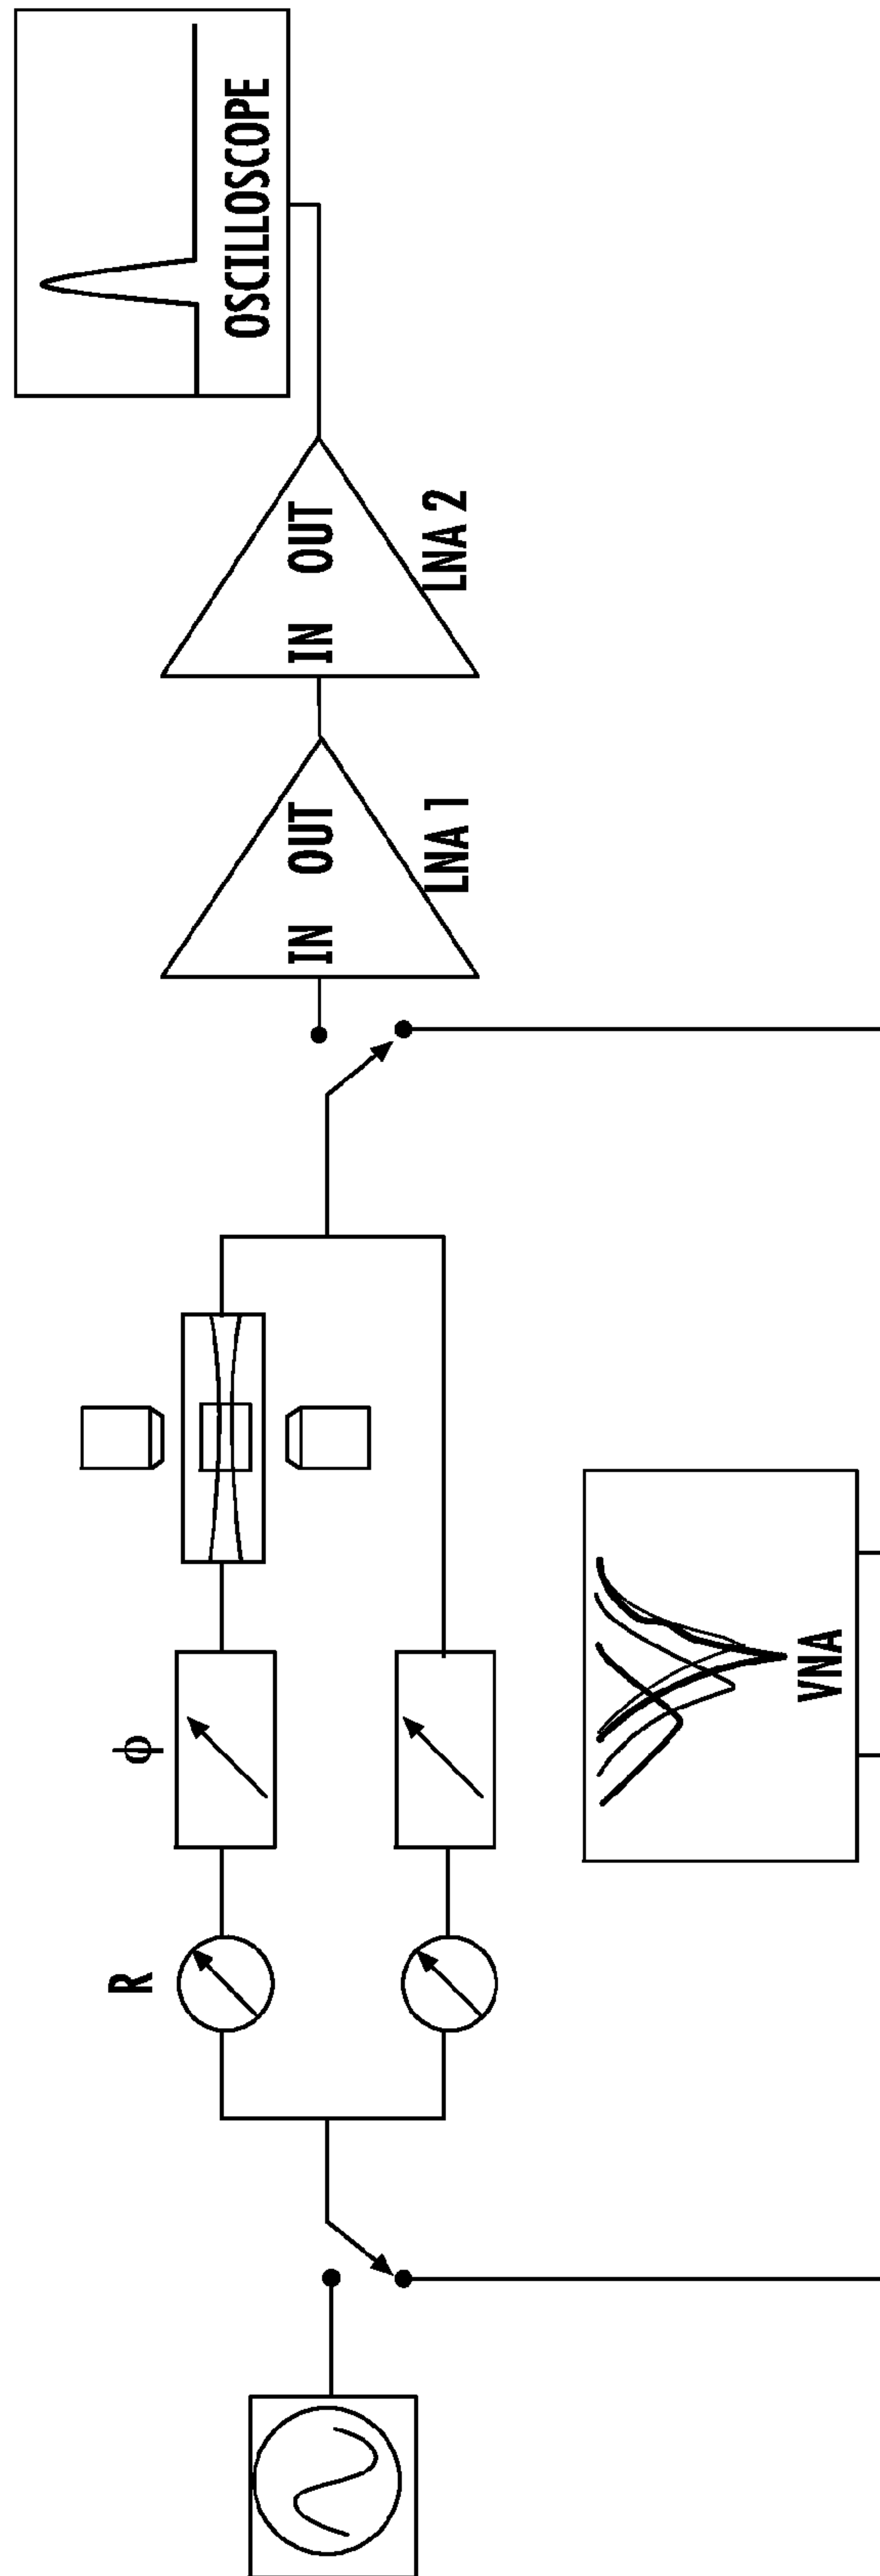 R
ϕ
VNA
IN OUT
LNA 1
IN OUT
LNA 2
OSCILLOSCOPE